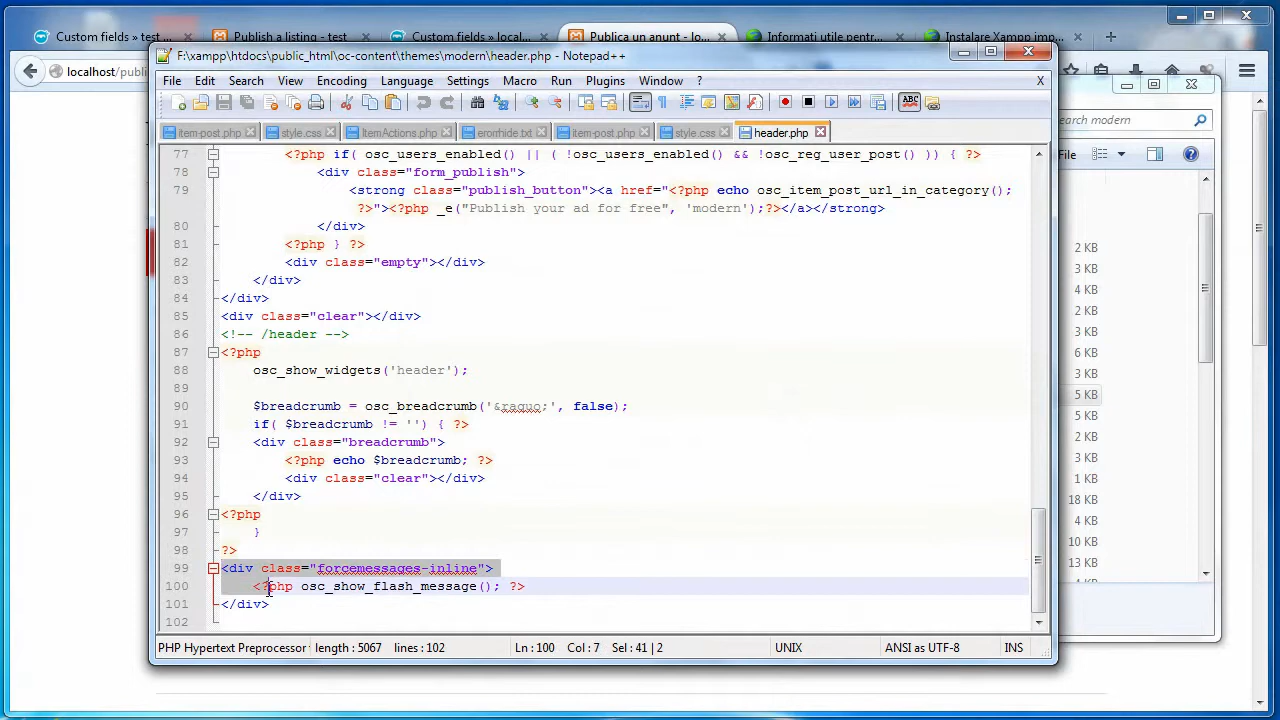 Custom fields » test
Publish a listing - test
Custom fields » local...
Publica un anunt - lo...
Informati utile pentr...
Instalare Xampp imp...
localhost/publi
F:\xampp\htdocs\public_html\oc-content\themes\modern\header.php - Notepad++
File Edit Search View Encoding Language Settings Macro Run Plugins Window ? X
search modern
File
item-post.php style.css ItemActions.php erorrhide.txt item-post.php style.css header.php
77 <?php if( osc_users_enabled() || ( !osc_users_enabled() && !osc_reg_user_post() )) { ?>
78 <div class="form_publish">
79 <strong class="publish_button"><a href="<?php echo osc_item_post_url_in_category();
?>"><?php _e("Publish your ad for free", 'modern');?></a></strong>
80 </div>
81 <?php } ?>
82 <div class="empty"></div>
83 </div>
84 </div>
85 <div class="clear"></div>
86 <!-- /header -->
87 <?php
88 osc_show_widgets('header');
89
90 $breadcrumb = osc_breadcrumb('&raquo;', false);
91 if( $breadcrumb != '') { ?>
92 <div class="breadcrumb">
93 <?php echo $breadcrumb; ?>
94 <div class="clear"></div>
95 </div>
96 <?php
97 }
98 ?>
99 <div class="forcemessages-inline">
100 <?php osc_show_flash_message(); ?>
101 </div>
102
2 KB
3 KB
4 KB
3 KB
2 KB
6 KB
3 KB
5 KB
5 KB
2 KB
3 KB
1 KB
18 KB
4 KB
10 KB
13 KB
4 KB
PHP Hypertext Preprocessor length : 5067 lines : 102 Ln : 100 Col : 7 Sel : 41 | 2 UNIX ANSI as UTF-8 INS